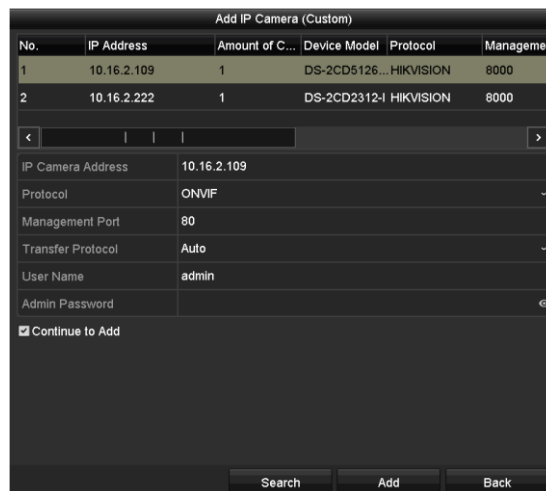 Add IP Camera (Custom)
No. IP Address Amount of C... Device Model Protocol Manageme
1 10.16.2.109 1 DS-2CD5126... HIKVISION 8000
2 10.16.2.222 1 DS-2CD2312-I HIKVISION 8000
IP Camera Address 10.16.2.109
Protocol ONVIF
Management Port 80
Transfer Protocol Auto
User Name admin
Admin Password
Continue to Add
Search Add Back